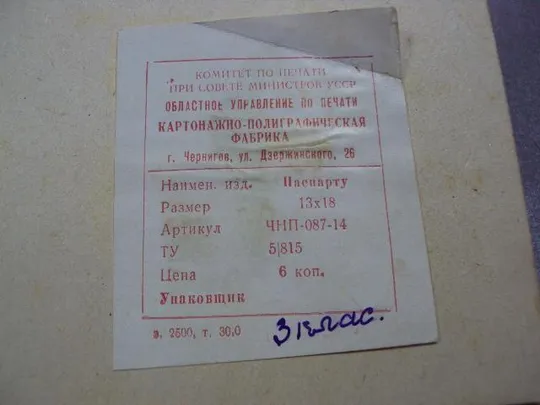 КОМИТЕТ ПО ПЕЧАТИ
ПРИ СОВЕТЕ МИНИСТРОВ УССР
ОБЛАСТНОЕ УПРАВЛЕНИЕ ПО ПЕЧАТИ
КАРТОНАЖНО-ПОЛИГРАФИЧЕСКАЯ
ФАБРИКА
г. Чернигов, ул. Дзержинского, 26
Наимен. изд. Паспарту
Размер 13х18
Артикул ЧНП-087-14
ТУ 5|815
Цена 6 коп.
Упаковщик
з. 2500, т. 30,0
3 клас.